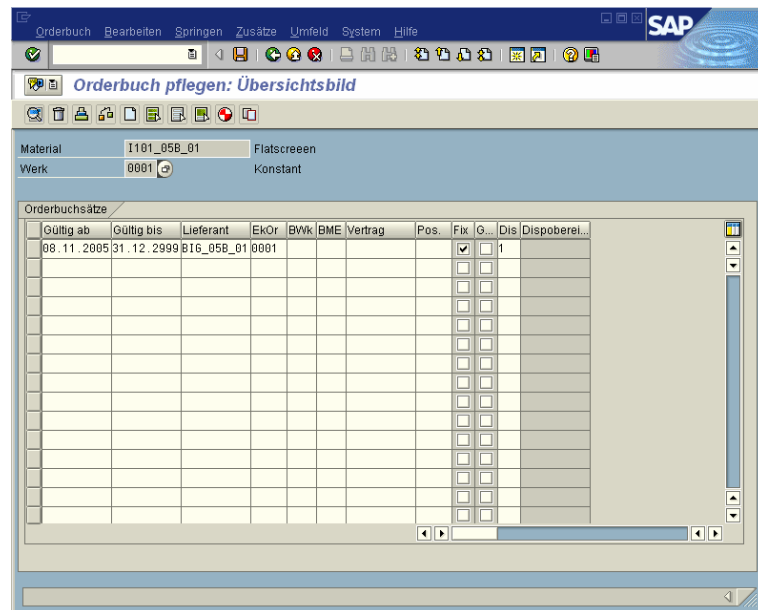 Orderbuch Bearbeiten Springen Zusätze Umfeld System Hilfe
SAP
Orderbuch pflegen: Übersichtsbild
Material I101_05B_01 Flatscreeen
Werk 0001 Konstant
Orderbuchsätze
Gültig ab Gültig bis Lieferant EkOr BWk BME Vertrag Pos. Fix G... Dis Dispoberei...
08.11.2005 31.12.2999 BIG_05B_01 0001 1